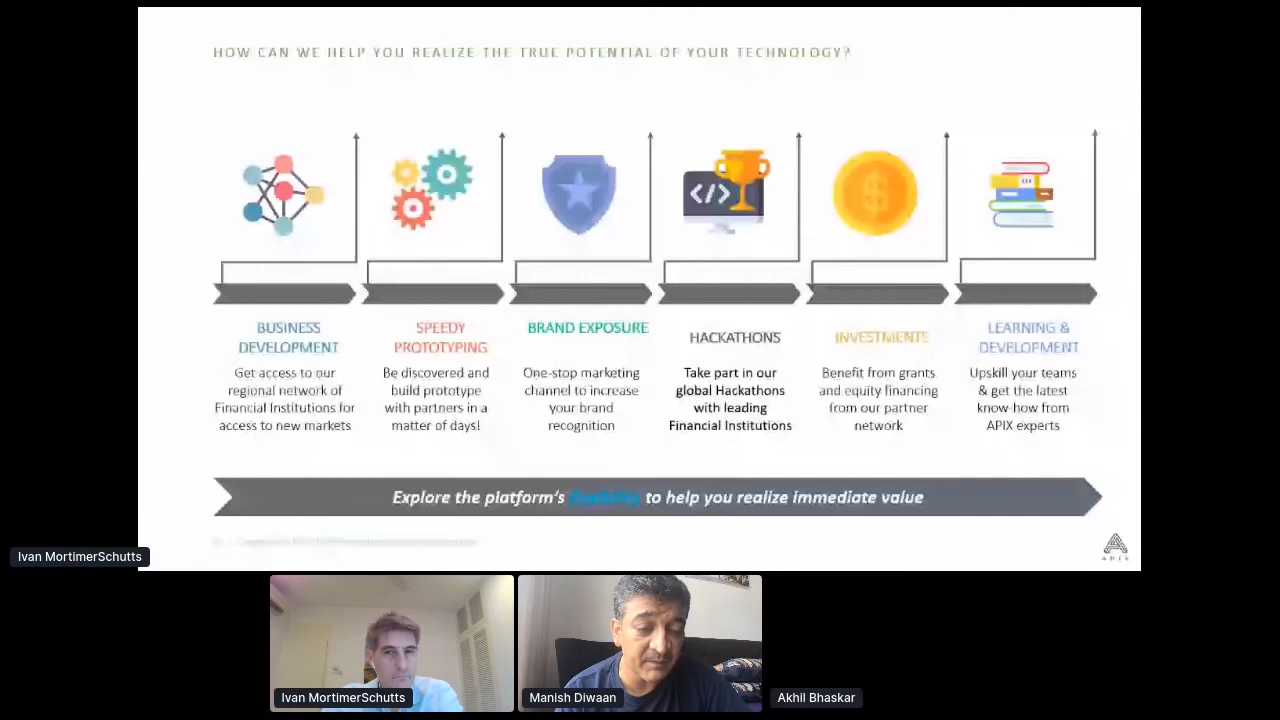 HOW CAN WE HELP YOU REALIZE THE TRUE POTENTIAL OF YOUR TECHNOLOGY?
BUSINESS
DEVELOPMENT
Get access to our
regional network of
Financial Institutions for
access to new markets
SPEEDY
PROTOTYPING
Be discovered and
build prototype
with partners in a
matter of days!
BRAND EXPOSURE
One-stop marketing
channel to increase
your brand
recognition
HACKATHONS
Take part in our
global Hackathons
with leading
Financial Institutions
INVESTMENTS
Benefit from grants
and equity financing
from our partner
network
LEARNING &
DEVELOPMENT
Upskill your teams
& get the latest
know-how from
APIX experts
Explore the platform's to help you realize immediate value
APIX
Ivan MortimerSchutts
Ivan MortimerSchutts
Manish Diwaan
Akhil Bhaskar